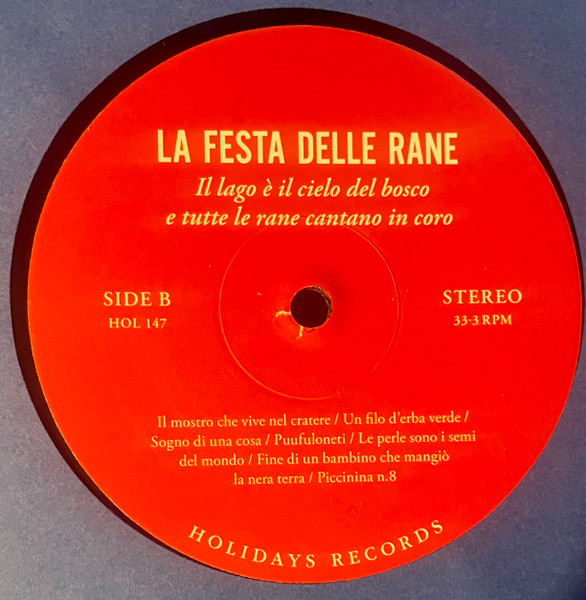 LA FESTA DELLE RANE
Il lago è il cielo del bosco
e tutte le rane cantano in coro
SIDE B
HOL 147
STEREO
33·3 RPM
Il mostro che vive nel cratere / Un filo d'erba verde /
Sogno di una cosa / Puufuloneti / Le perle sono i semi
del mondo / Fine di un bambino che mangiò
la nera terra / Piccinina n.8
HOLIDAYS RECORDS